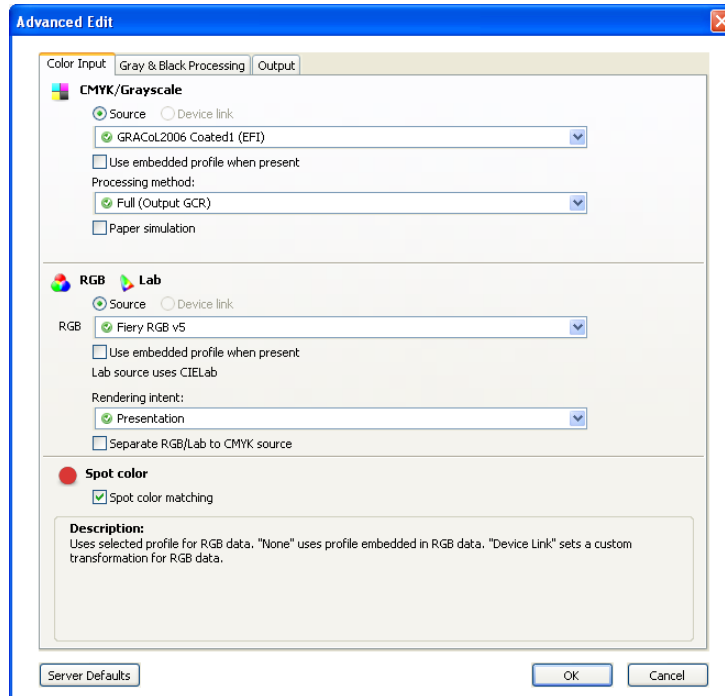 Advanced Edit
Color Input Gray & Black Processing Output
CMYK/Grayscale
Source Device link
GRACoL2006 Coated1 (EFI)
Use embedded profile when present
Processing method:
Full (Output GCR)
Paper simulation
RGB Lab
Source Device link
RGB Fiery RGB v5
Use embedded profile when present
Lab source uses CIELab
Rendering intent:
Presentation
Separate RGB/Lab to CMYK source
Spot color
Spot color matching
Description:
Uses selected profile for RGB data. "None" uses profile embedded in RGB data. "Device Link" sets a custom
transformation for RGB data.
Server Defaults OK Cancel